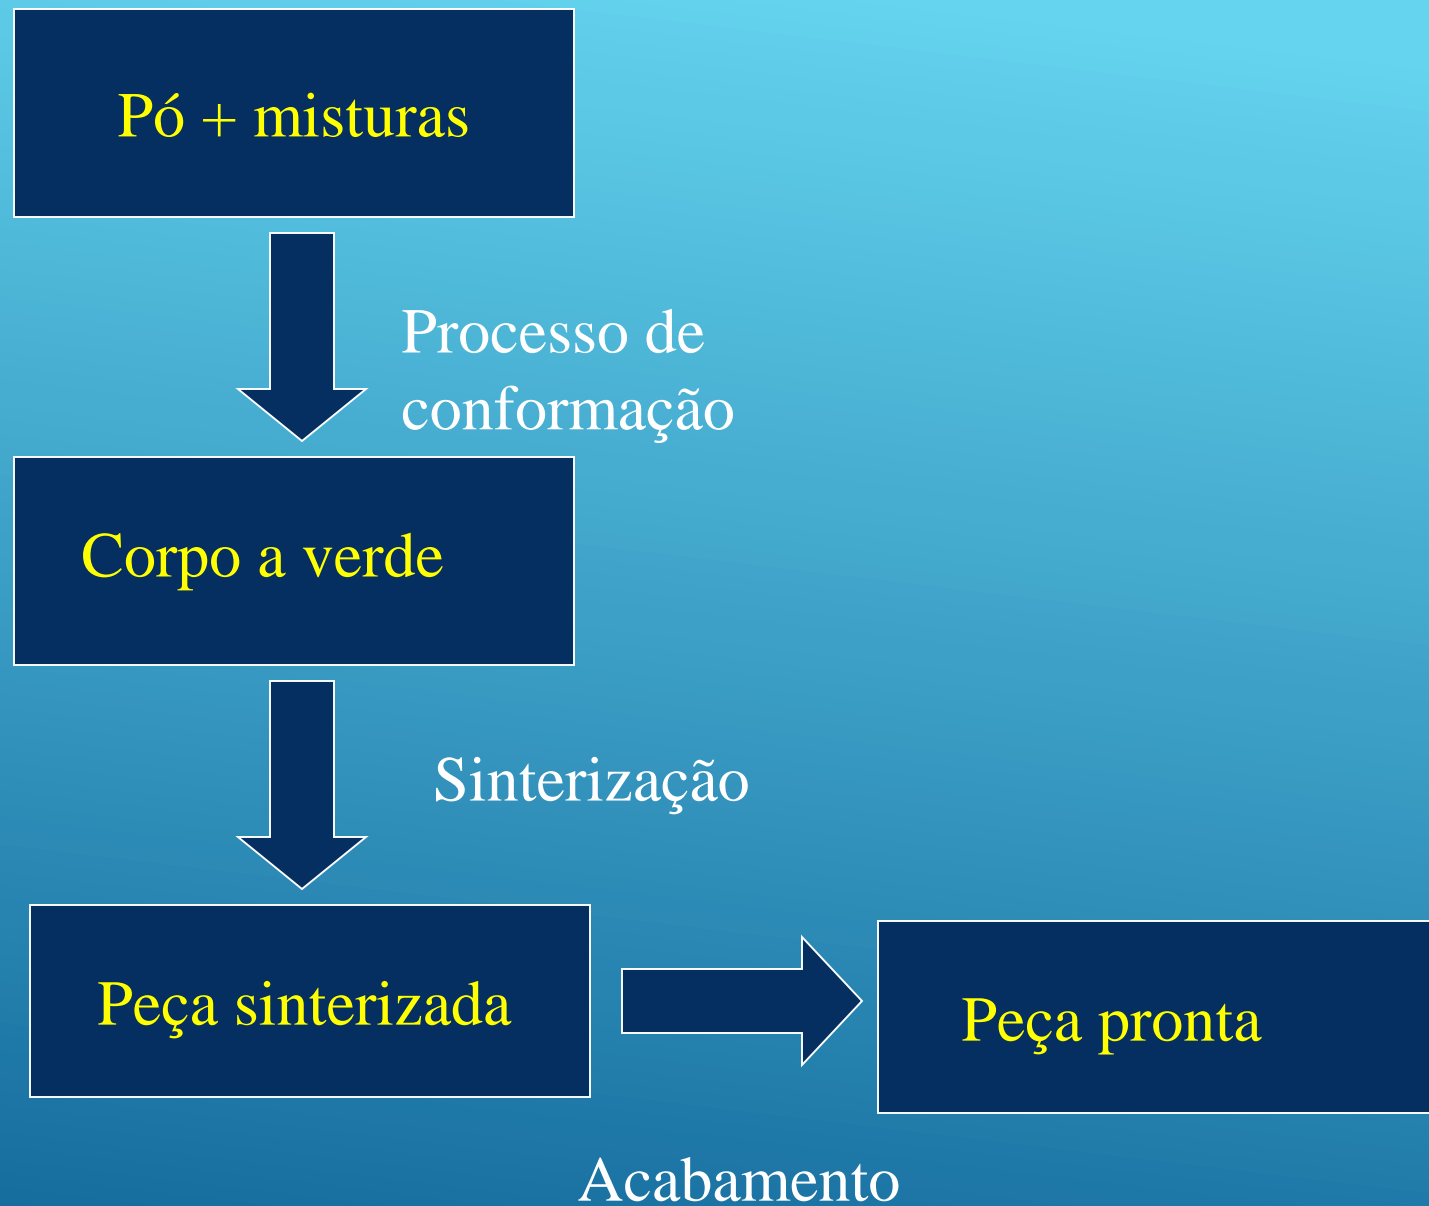 Pó + misturas
Processo de
conformação
Corpo a verde
Sinterização
Peça sinterizada
Peça pronta
Acabamento